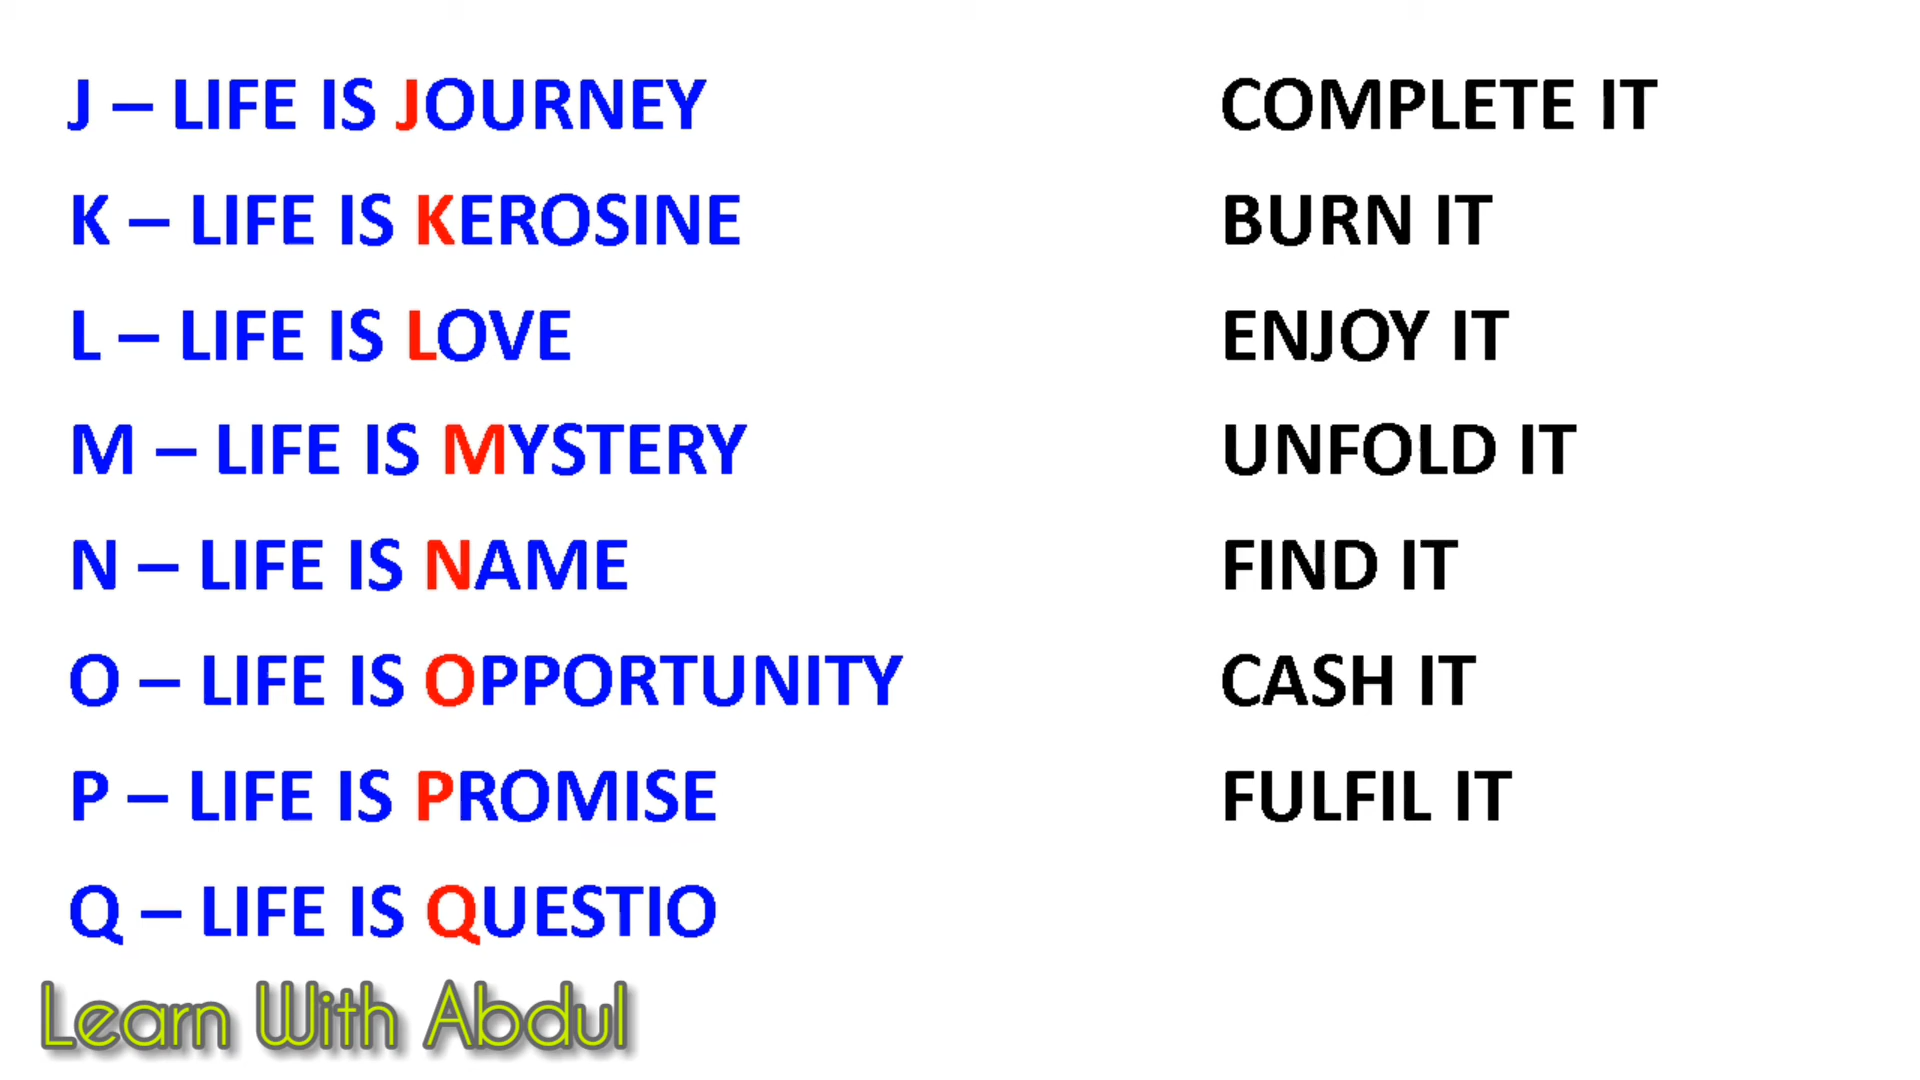 J – LIFE IS JOURNEY COMPLETE IT
K – LIFE IS KEROSINE BURN IT
L – LIFE IS LOVE ENJOY IT
M – LIFE IS MYSTERY UNFOLD IT
N – LIFE IS NAME FIND IT
O – LIFE IS OPPORTUNITY CASH IT
P – LIFE IS PROMISE FULFIL IT
Q – LIFE IS QUESTIO
Learn With Abdul